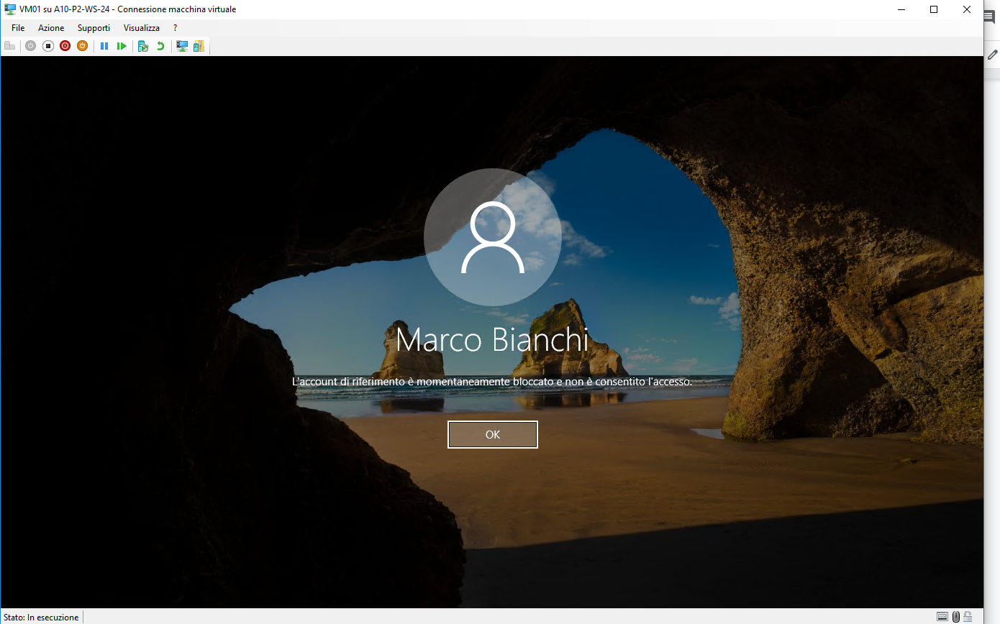 VM01 su A10-P2-WS-24 - Connessione macchina virtuale
File Azione Supporti Visualizza ?
Marco Bianchi
L'account di riferimento è momentaneamente bloccato e non è consentito l'accesso.
OK
Stato: In esecuzione